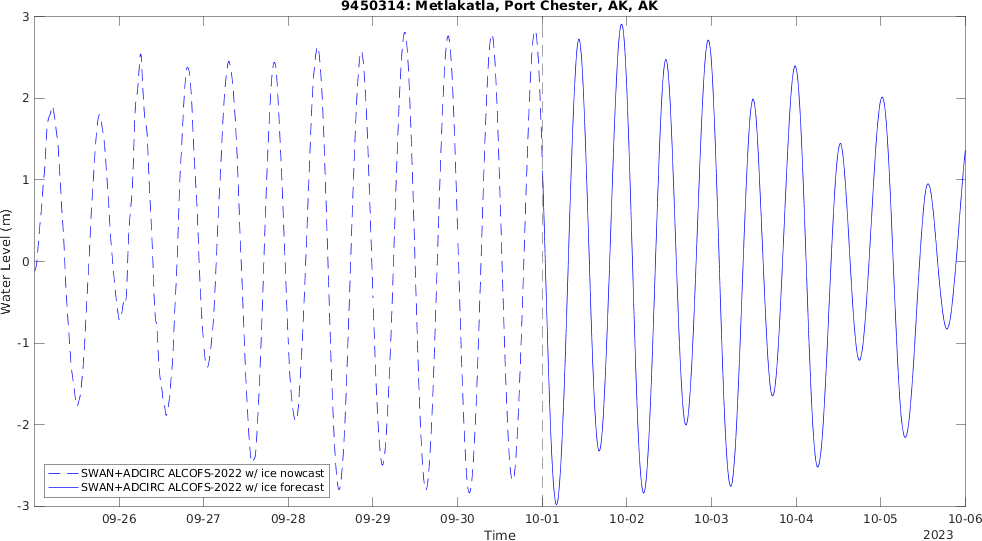 9450314: Metlakatla, Port Chester, AK, AK
Water Level (m)
3
2
1
0
-1
-2
-3
SWAN+ADCIRC ALCOFS-2022 w/ ice nowcast
SWAN+ADCIRC ALCOFS-2022 w/ ice forecast
09-26 09-27 09-28 09-29 09-30 10-01 10-02 10-03 10-04 10-05 10-06
Time
2023